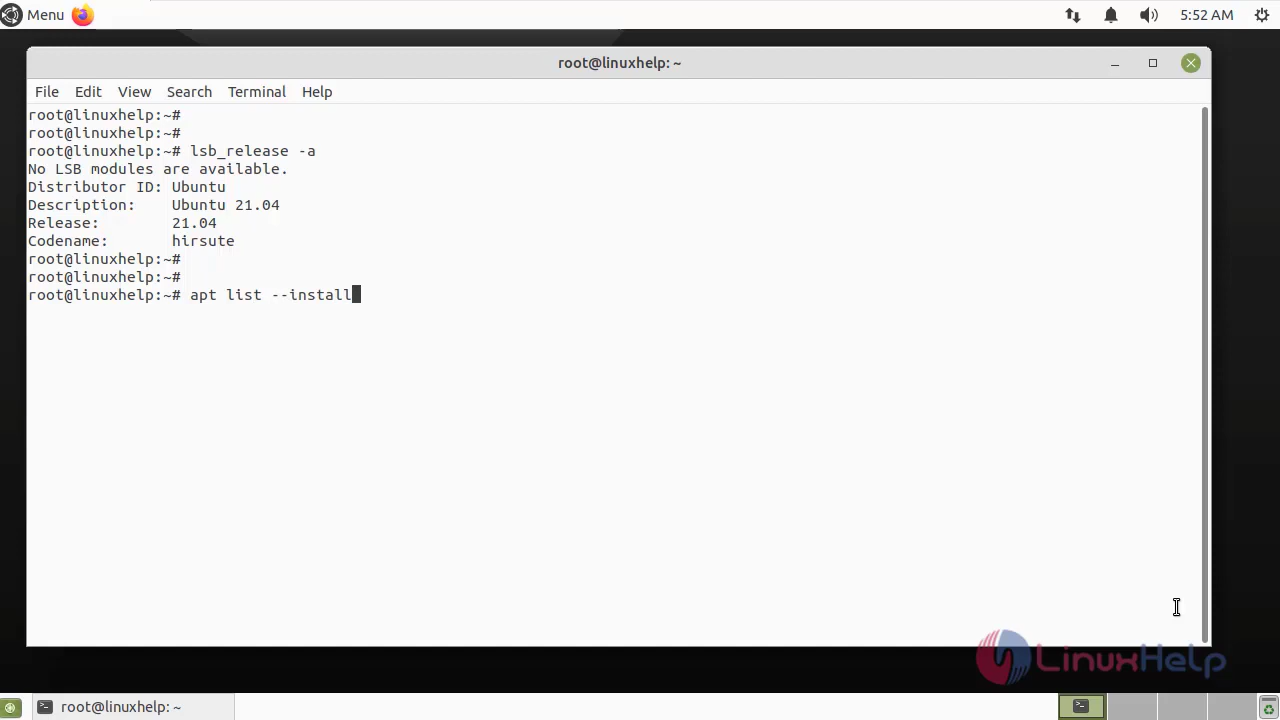 Menu
5:52 AM
root@linuxhelp: ~
File Edit View Search Terminal Help
root@linuxhelp:~#
root@linuxhelp:~#
root@linuxhelp:~# lsb_release -a
No LSB modules are available.
Distributor ID: Ubuntu
Description:    Ubuntu 21.04
Release:        21.04
Codename:       hirsute
root@linuxhelp:~#
root@linuxhelp:~#
root@linuxhelp:~# apt list --install
LinuxHelp
root@linuxhelp: ~